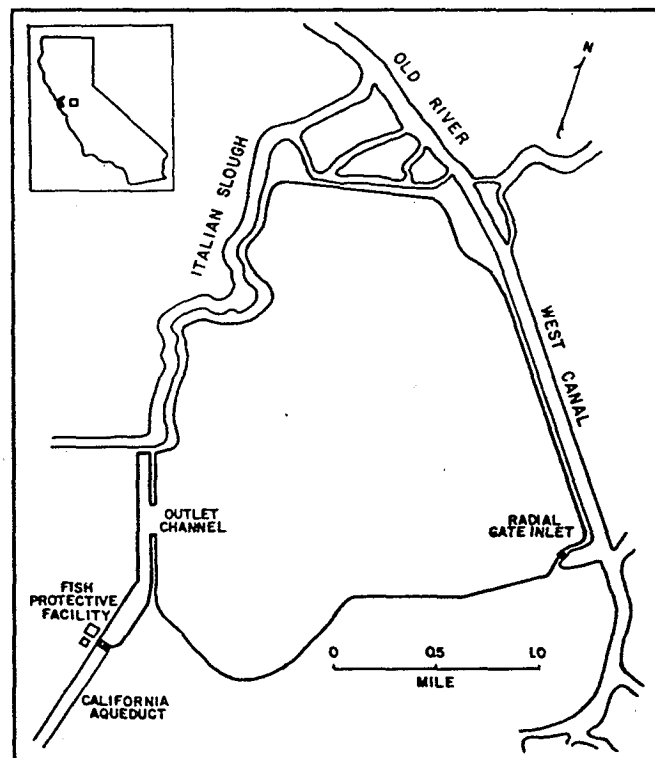 N
OLD RIVER
ITALIAN SLOUGH
WEST CANAL
OUTLET
CHANNEL
RADIAL
GATE INLET
FISH
PROTECTIVE
FACILITY
0 0.5 1.0
MILE
CALIFORNIA
AQUEDUCT